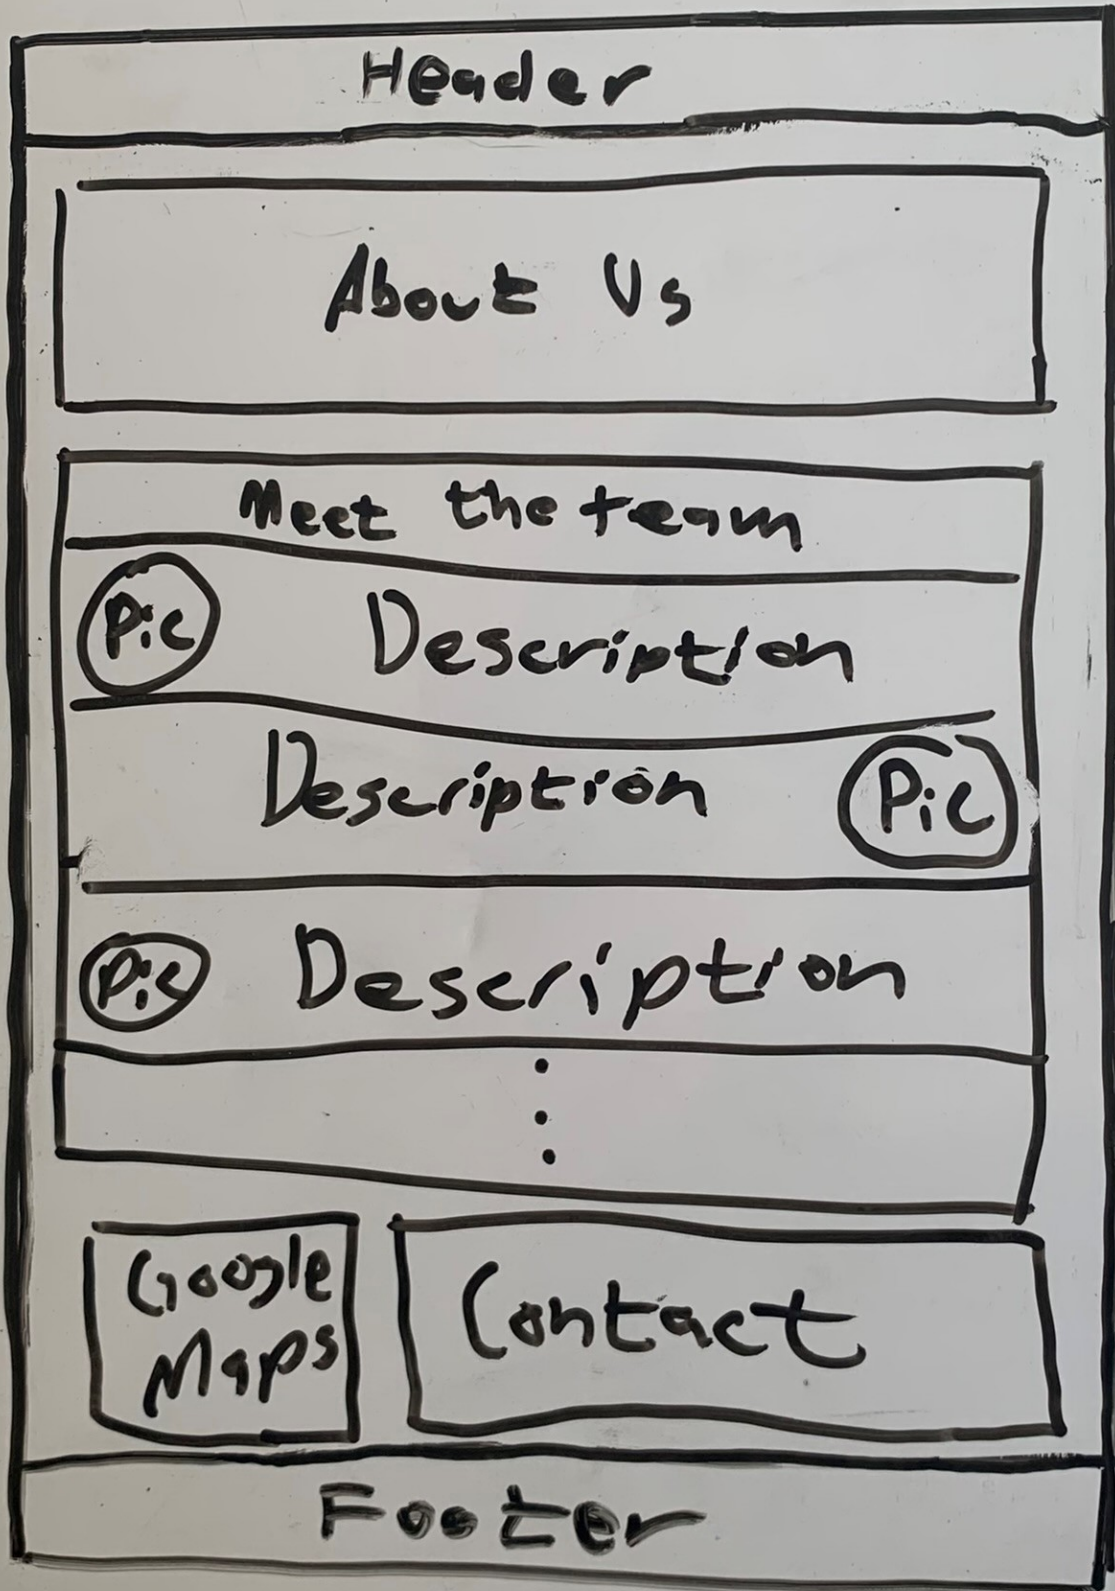 Header
About Us
Meet the team
Pic Description
Description Pic
Pic Description
Google
Maps
Contact
Footer